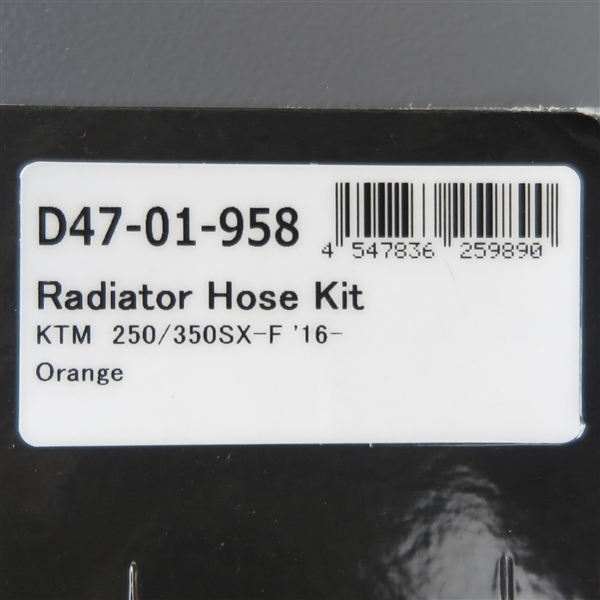 D47-01-958
4 547836 259890
Radiator Hose Kit
KTM 250/350SX-F '16-
Orange